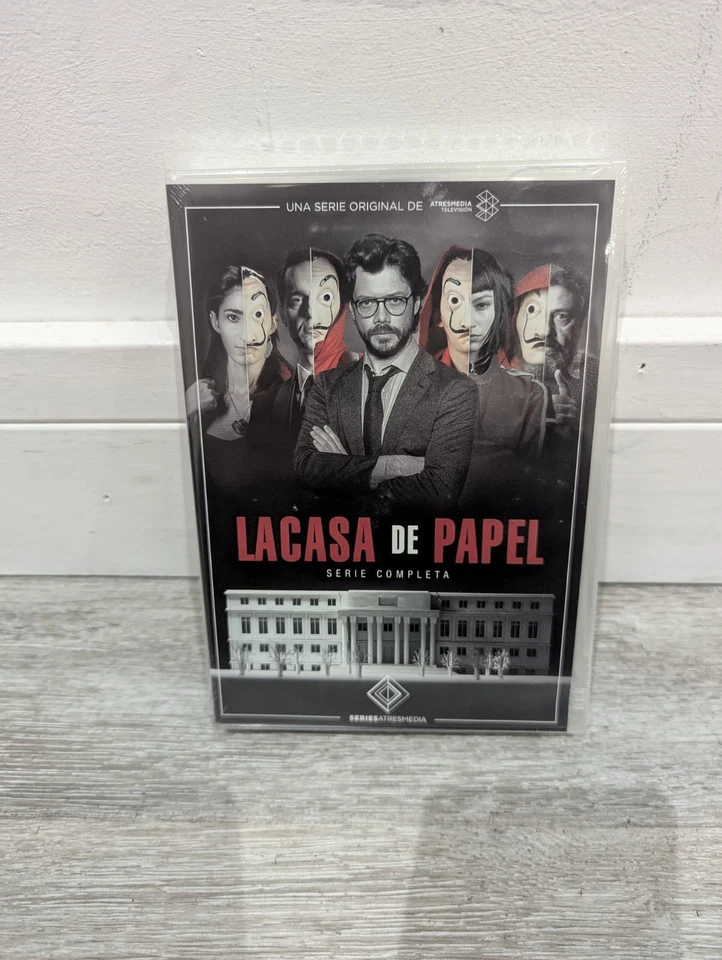 UNA SERIE ORIGINAL DE ATRESMEDIA
TELEVISIÓN
LACASA DE PAPEL
SERIE COMPLETA
SERIESATRESMEDIA